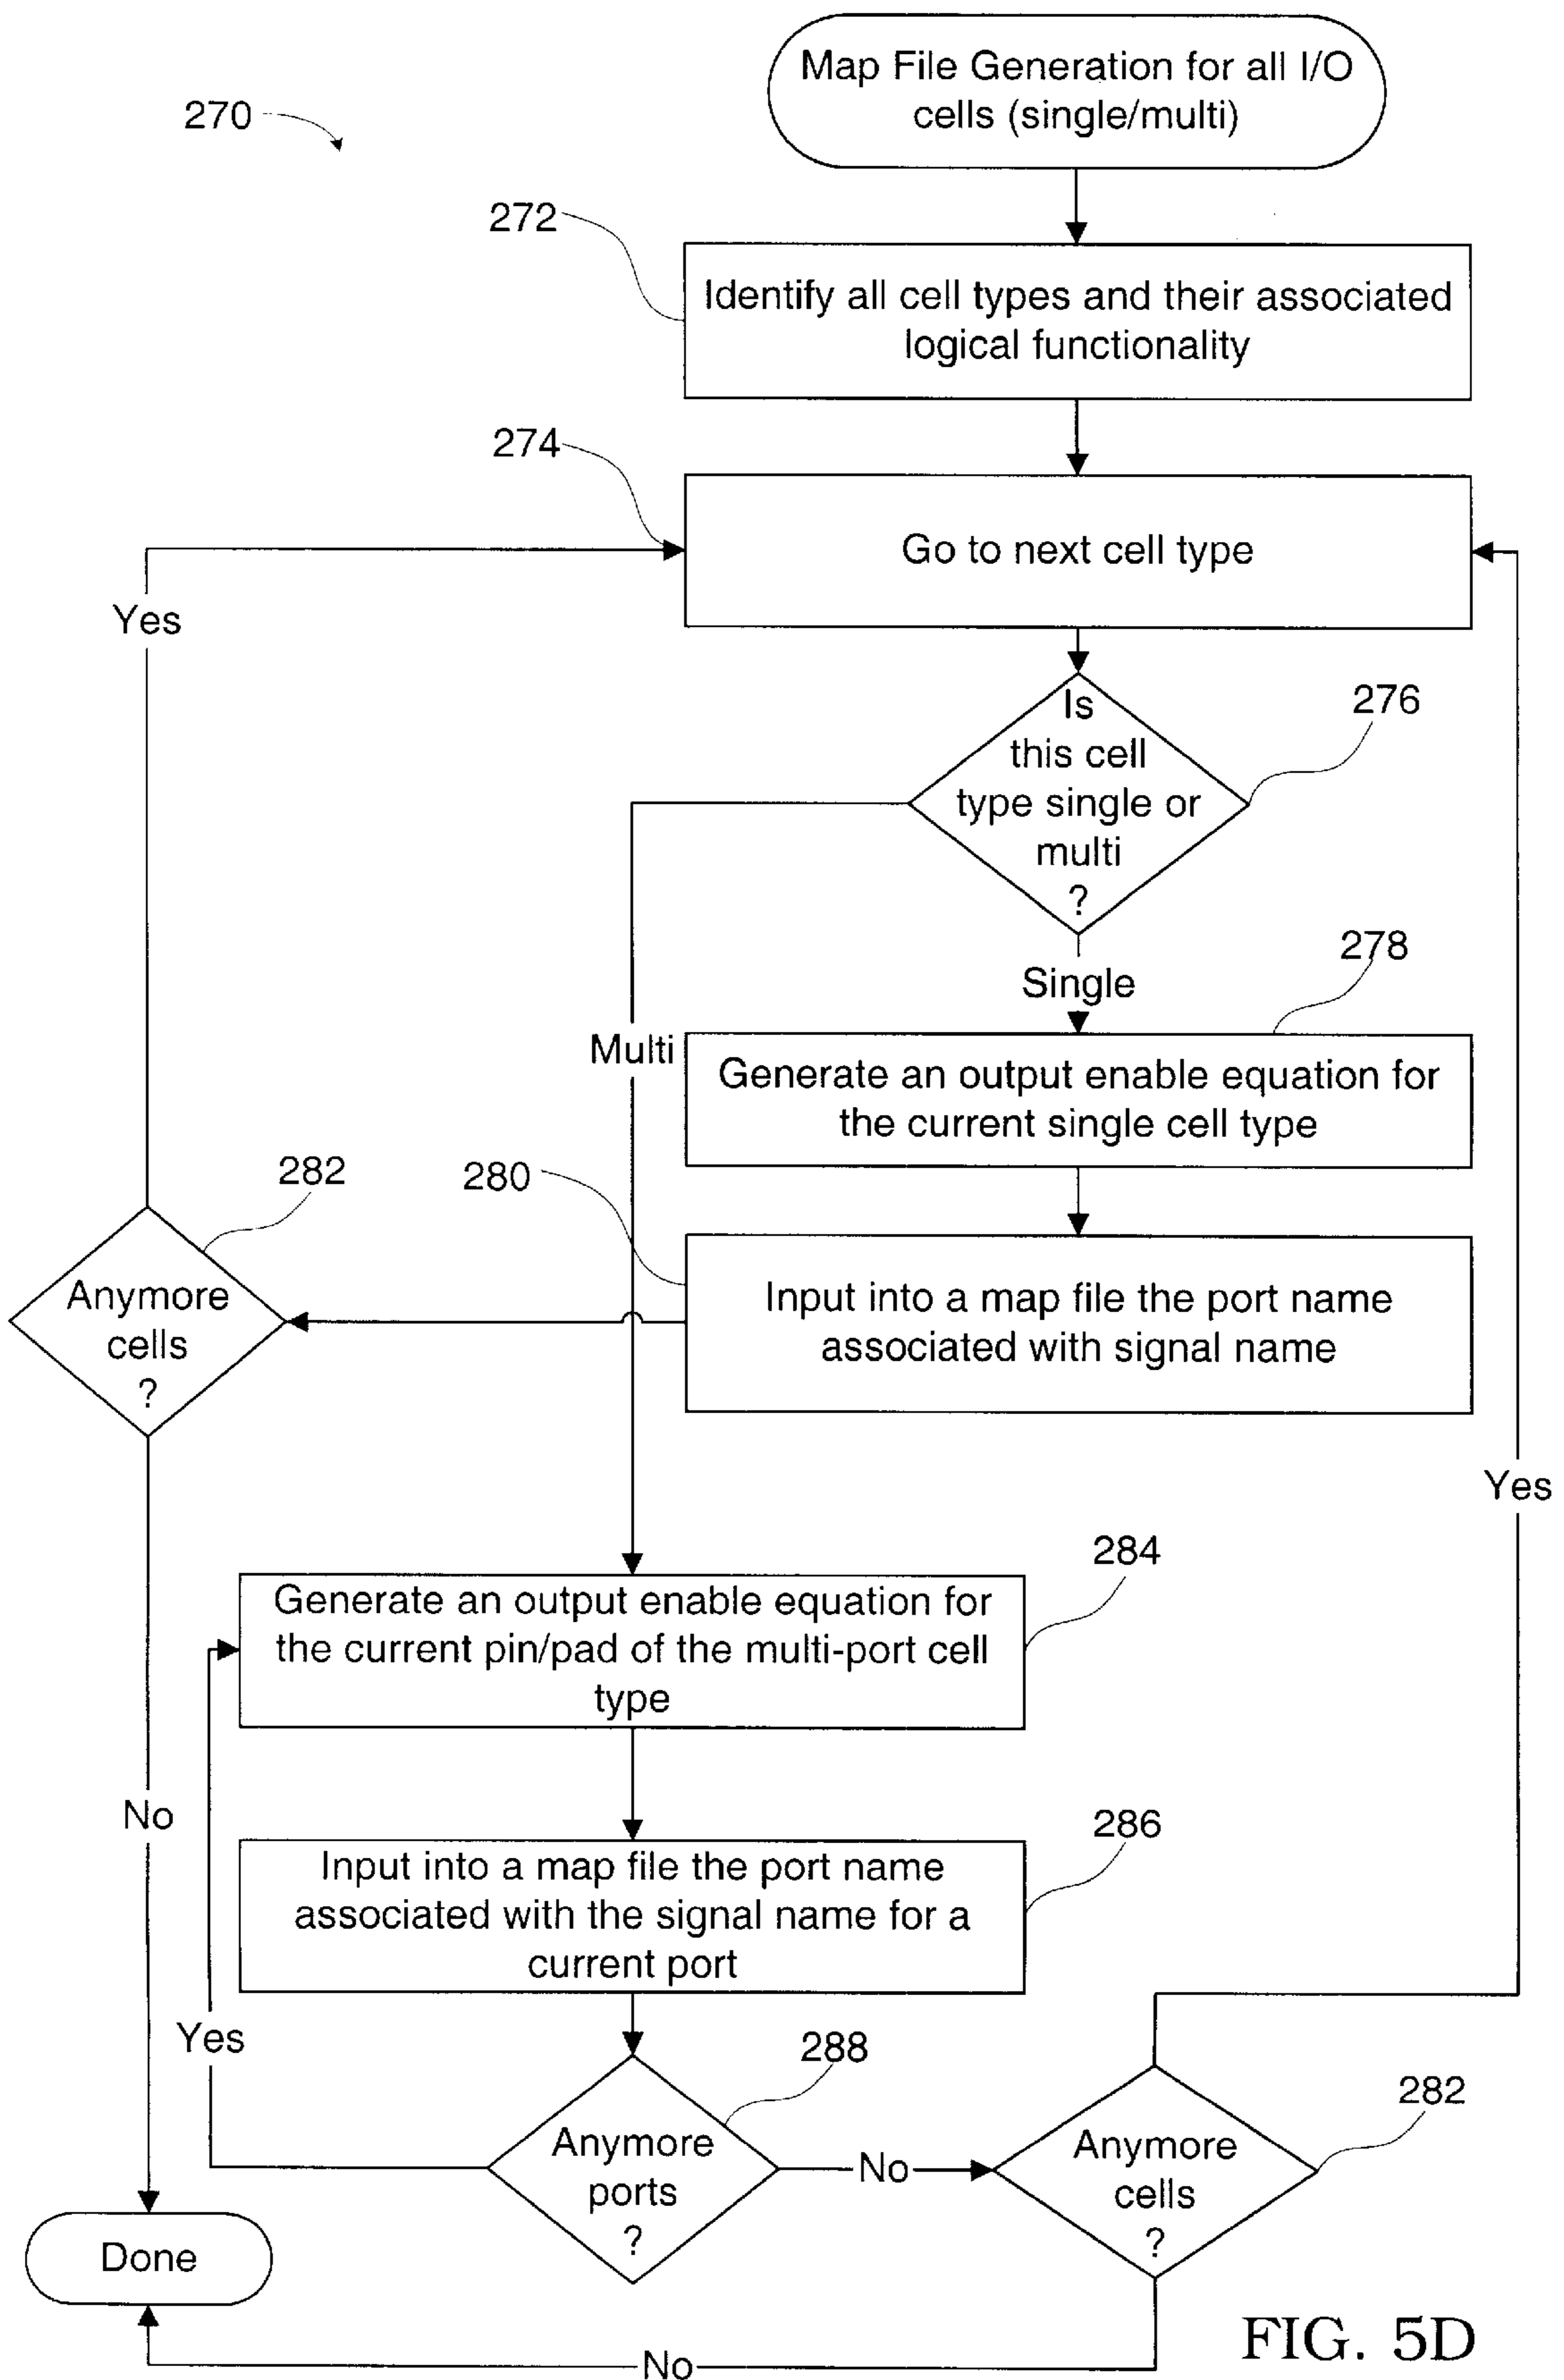 Map File Generation for all I/O
cells (single/multi)
270
272
Identify all cell types and their associated
logical functionality
274
Go to next cell type
Yes
Is
this cell
type single or
multi
?
276
Single
278
Multi
Generate an output enable equation for
the current single cell type
282
280
Anymore
cells
?
Input into a map file the port name
associated with signal name
Yes
284
Generate an output enable equation for
the current pin/pad of the multi-port cell
type
No
286
Input into a map file the port name
associated with the signal name for a
current port
Yes
288
Anymore
ports
?
No
282
Anymore
cells
?
Done
No
FIG. 5D